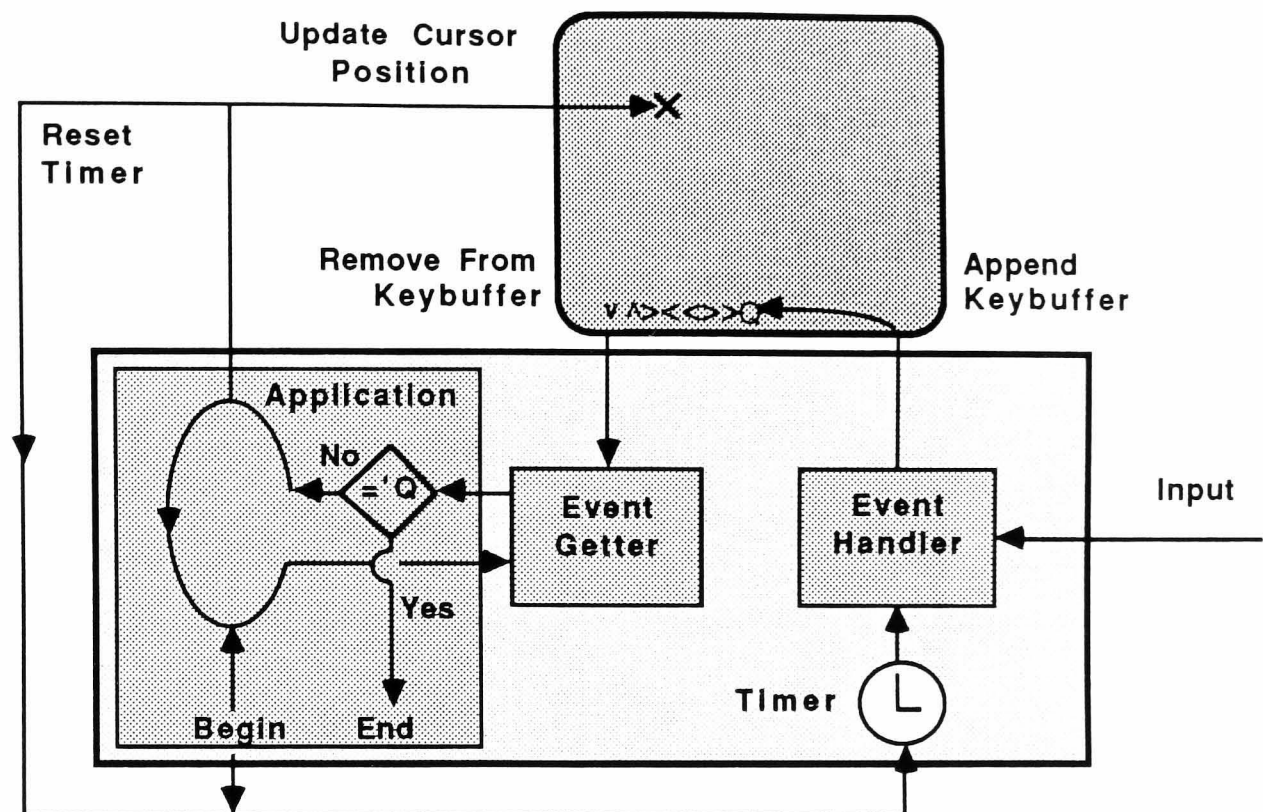 Update Cursor
Position
Reset
Timer
Remove From
Keybuffer
Append
Keybuffer
v^><<>>Q
Application
No
='Q
Event
Getter
Event
Handler
Input
Yes
Timer
Begin
End